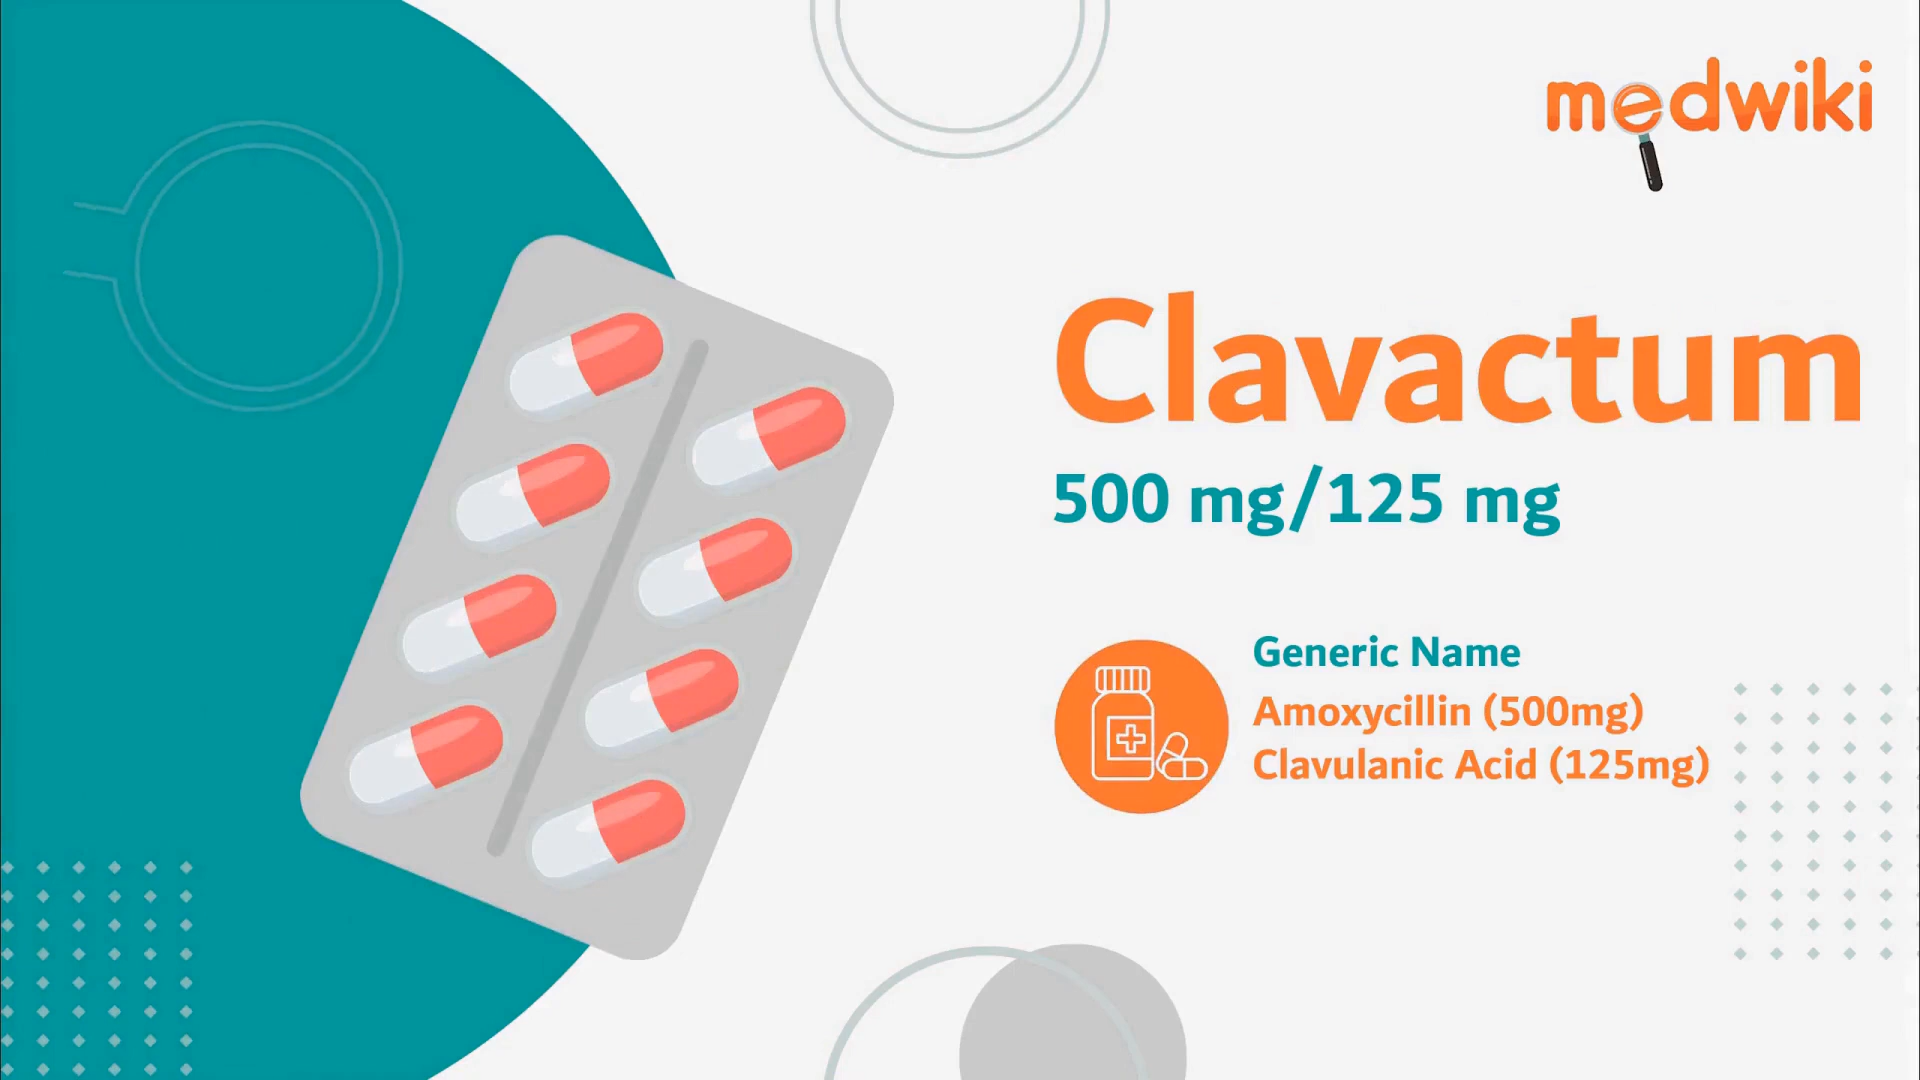 medwiki
Clavactum
500 mg/125 mg
Generic Name
Amoxycillin (500mg)
Clavulanic Acid (125mg)